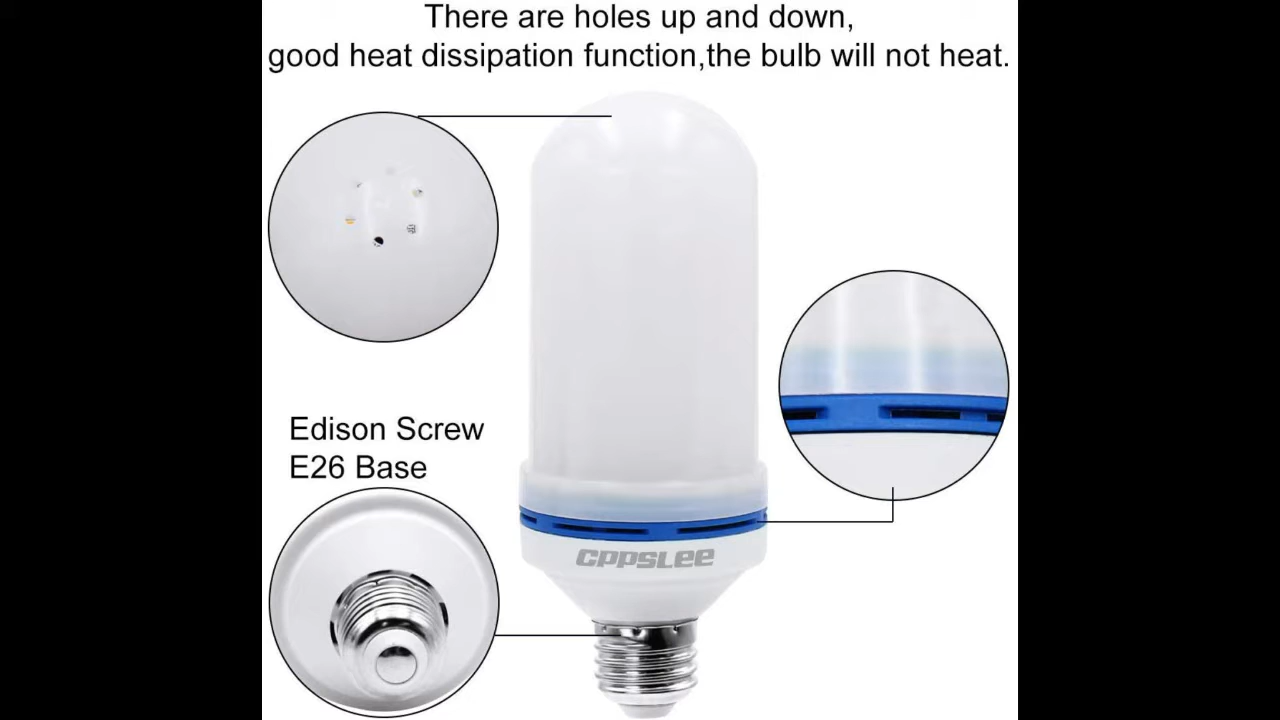 There are holes up and down,
good heat dissipation function,the bulb will not heat.
Edison Screw
E26 Base
CPPSLEE